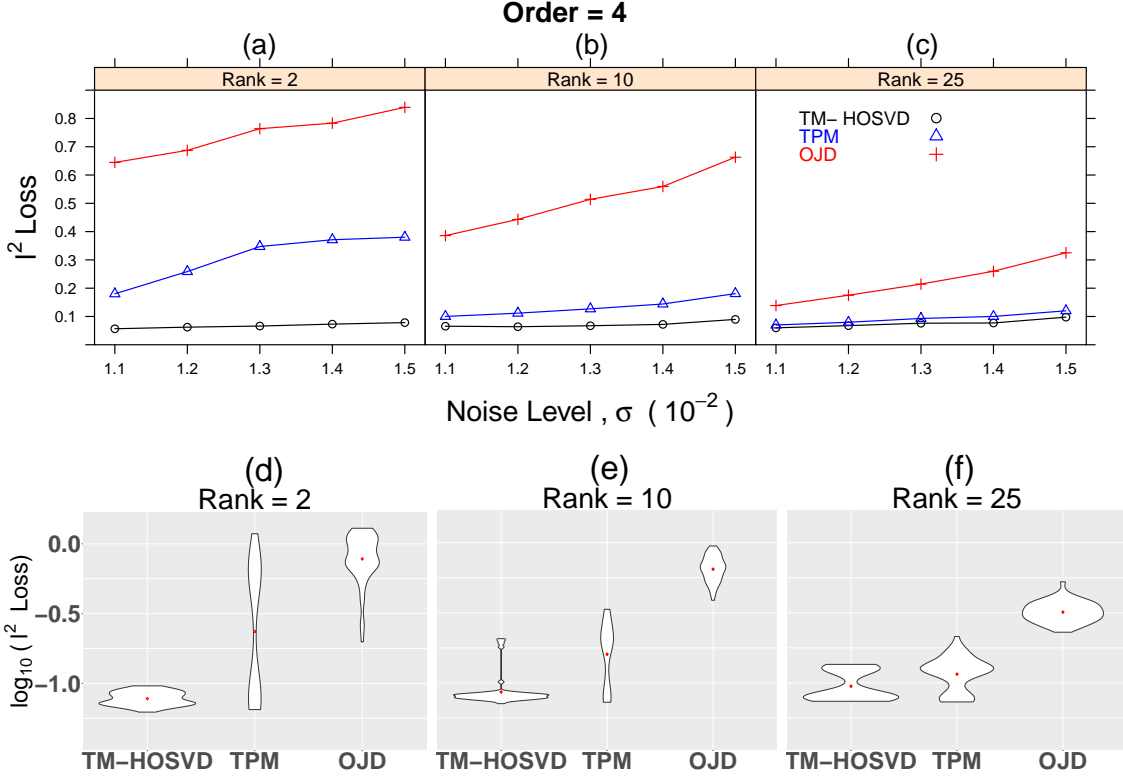 Order = 4
(a) (b) (c)
Rank = 2 Rank = 10 Rank = 25
TM− HOSVD
TPM
OJD
l² Loss
0.8
0.7
0.6
0.5
0.4
0.3
0.2
0.1
1.1 1.2 1.3 1.4 1.5 1.1 1.2 1.3 1.4 1.5 1.1 1.2 1.3 1.4 1.5
Noise Level , σ ( 10⁻² )
(d) (e) (f)
Rank = 2 Rank = 10 Rank = 25
log₁₀ ( l² Loss)
0.0
−0.5
−1.0
TM−HOSVD TPM OJD TM−HOSVD TPM OJD TM−HOSVD TPM OJD